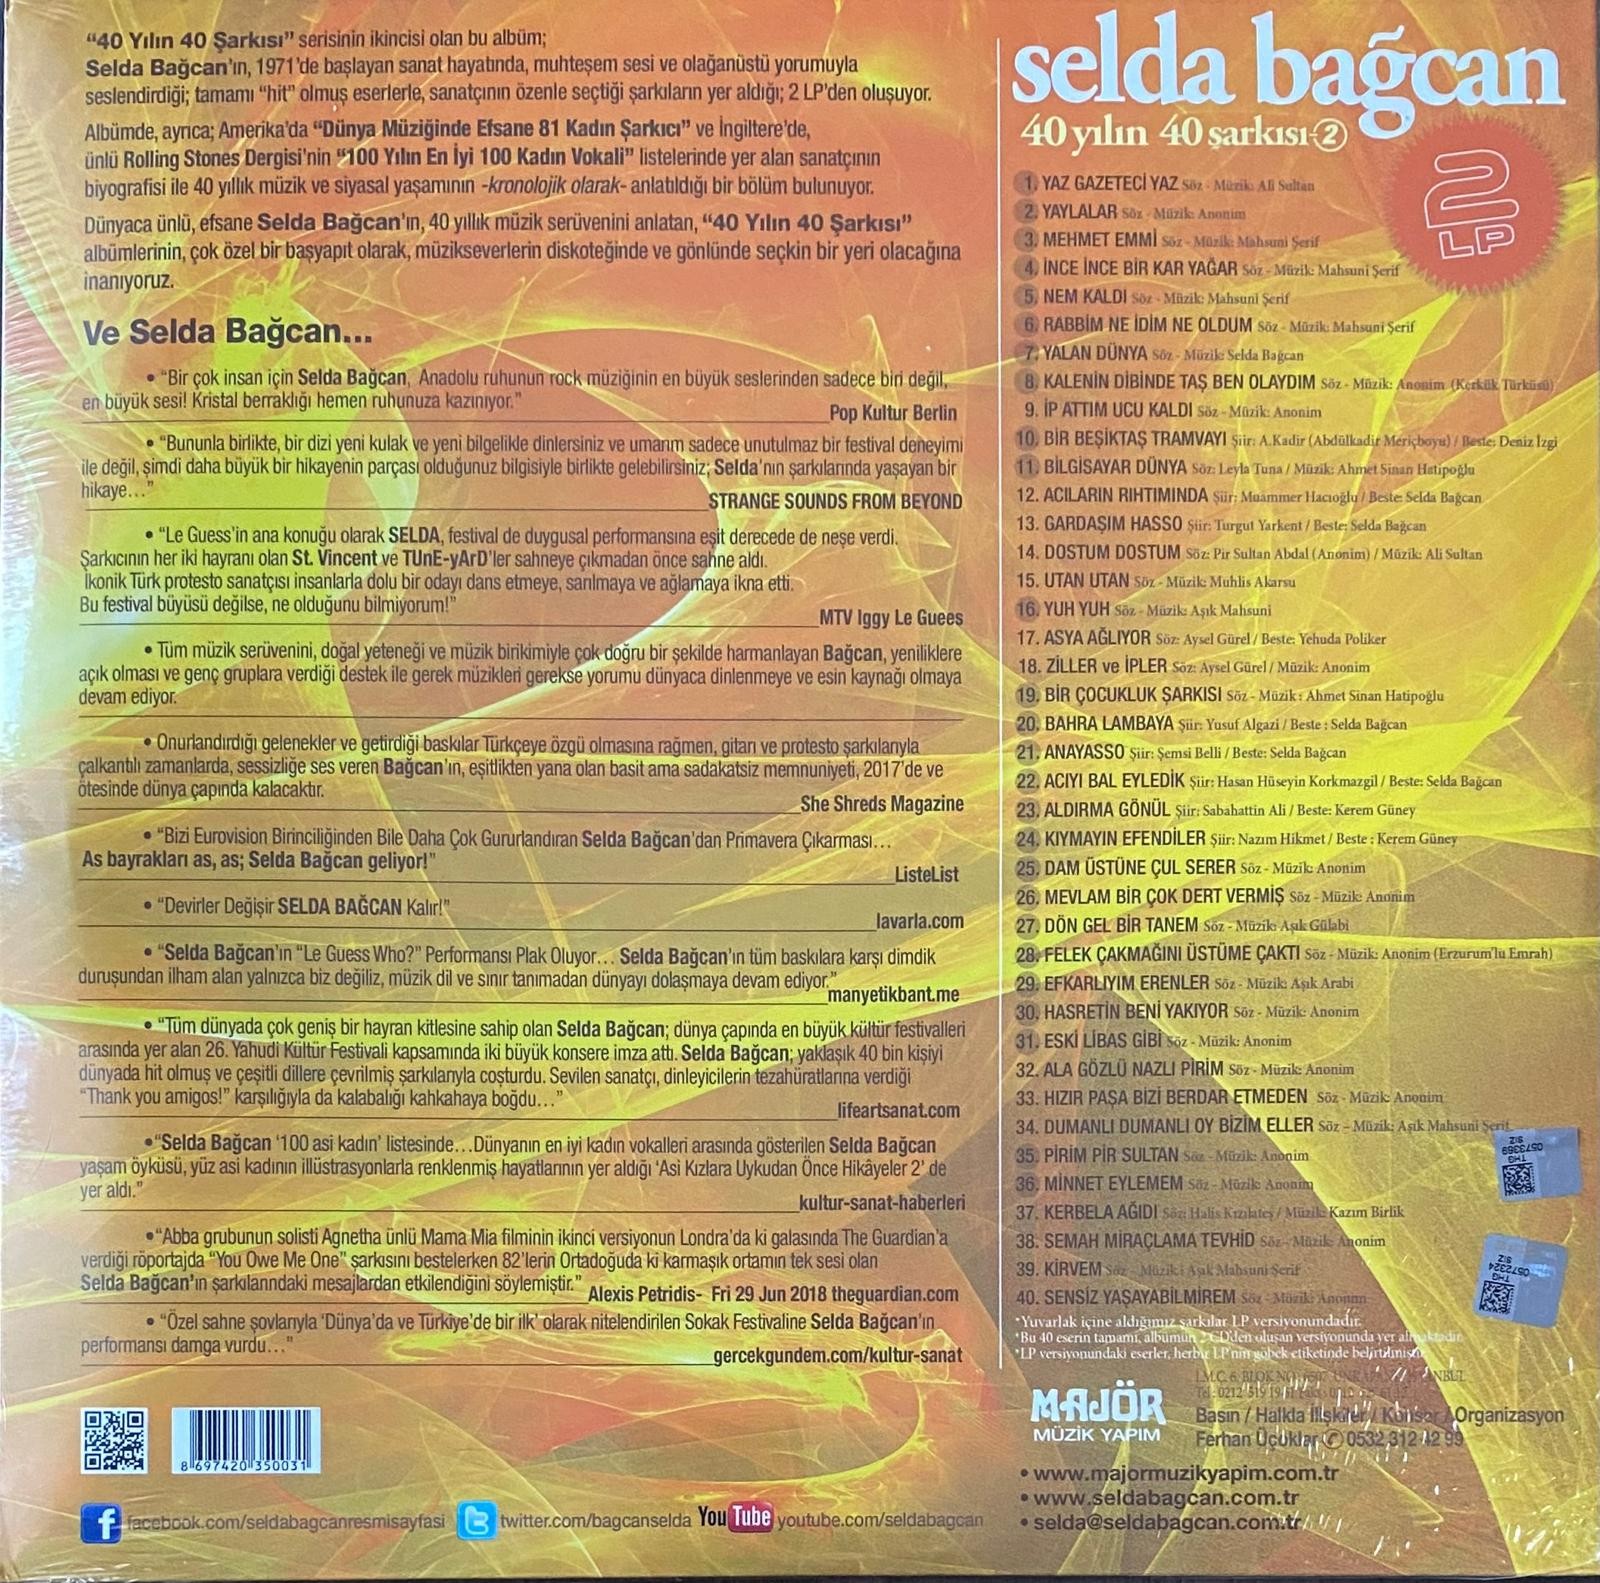 “40 Yılın 40 Şarkısı” serisinin ikincisi olan bu albüm;
Selda Bağcan'ın, 1971'de başlayan sanat hayatında, muhteşem sesi ve olağanüstü yorumuyla
seslendirdiği; tamamı “hit” olmuş eserlerle, sanatçının özenle seçtiği şarkıların yer aldığı; 2 LP'den oluşuyor.
Albümde, ayrıca; Amerika'da “Dünya Müziğinde Efsane 81 Kadın Şarkıcı” ve İngiltere'de,
ünlü Rolling Stones Dergisi'nin “100 Yılın En İyi 100 Kadın Vokali” listelerinde yer alan sanatçının
biyografisi ile 40 yıllık müzik ve siyasal yaşamının -kronolojik olarak- anlatıldığı bir bölüm bulunuyor.
Dünyaca ünlü, efsane Selda Bağcan'ın, 40 yıllık müzik serüvenini anlatan, “40 Yılın 40 Şarkısı”
albümlerinin, çok özel bir başyapıt olarak, müzikseverlerin diskoteğinde ve gönlünde seçkin bir yeri olacağına
inanıyoruz.
Ve Selda Bağcan...
• “Bir çok insan için Selda Bağcan, Anadolu ruhunun rock müziğinin en büyük seslerinden sadece biri değil,
en büyük sesi! Kristal berraklığı hemen ruhunuza kazınıyor.”
Pop Kultur Berlin
• “Bununla birlikte, bir dizi yeni kulak ve yeni bilgelikle dinlersiniz ve umarım sadece unutulmaz bir festival deneyimi
ile değil, şimdi daha büyük bir hikayenin parçası olduğunuz bilgisiyle birlikte gelebilirsiniz; Selda'nın şarkılarında yaşayan bir
hikaye...”
STRANGE SOUNDS FROM BEYOND
• “Le Guess'in ana konuğu olarak SELDA, festival de duygusal performansına eşit derecede de neşe verdi.
Şarkıcının her iki hayranı olan St. Vincent ve TUnE-yArD'ler sahneye çıkmadan önce sahne aldı.
İkonik Türk protesto sanatçısı insanlarla dolu bir odayı dans etmeye, sarılmaya ve ağlamaya ikna etti.
Bu festival büyüsü değilse, ne olduğunu bilmiyorum!”
MTV Iggy Le Guees
• Tüm müzik serüvenini, doğal yeteneği ve müzik birikimiyle çok doğru bir şekilde harmanlayan Bağcan, yeniliklere
açık olması ve genç gruplara verdiği destek ile gerek müzikleri gerekse yorumu dünyaca dinlenmeye ve esin kaynağı olmaya
devam ediyor.
• Onurlandırdığı gelenekler ve getirdiği baskılar Türkçeye özgü olmasına rağmen, gitarı ve protesto şarkılarıyla
çalkantılı zamanlarda, sessizliğe ses veren Bağcan'ın, eşitlikten yana olan basit ama sadakatsiz memnuniyeti, 2017'de ve
ötesinde dünya çapında kalacaktır.
She Shreds Magazine
• “Bizi Eurovision Birinciliğinden Bile Daha Çok Gururlandıran Selda Bağcan'dan Primavera Çıkarması...
As bayrakları as, as; Selda Bağcan geliyor!”
ListeList
• “Devirler Değişir SELDA BAĞCAN Kalır!”
lavarla.com
• “Selda Bağcan'ın “Le Guess Who?” Performansı Plak Oluyor... Selda Bağcan'ın tüm baskılara karşı dimdik
duruşundan ilham alan yalnızca biz değiliz, müzik dil ve sınır tanımadan dünyayı dolaşmaya devam ediyor.”
manyetikbant.me
• “Tüm dünyada çok geniş bir hayran kitlesine sahip olan Selda Bağcan; dünya çapında en büyük kültür festivalleri
arasında yer alan 26. Yahudi Kültür Festivali kapsamında iki büyük konsere imza attı. Selda Bağcan; yaklaşık 40 bin kişiyi
dünyada hit olmuş ve çeşitli dillere çevrilmiş şarkılarıyla coşturdu. Sevilen sanatçı, dinleyicilerin tezahüratlarına verdiği
“Thank you amigos!” karşılığıyla da kalabalığı kahkahaya boğdu...”
lifeartsanat.com
•“Selda Bağcan '100 asi kadın' listesinde...Dünyanın en iyi kadın vokalleri arasında gösterilen Selda Bağcan
yaşam öyküsü, yüz asi kadının illüstrasyonlarla renklenmiş hayatlarının yer aldığı 'Asi Kızlara Uykudan Önce Hikâyeler 2' de
yer aldı.”
kultur-sanat-haberleri
•“Abba grubunun solisti Agnetha ünlü Mama Mia filminin ikinci versiyonun Londra'da ki galasında The Guardian'a
verdiği röportajda “You Owe Me One” şarkısını bestelerken 82'lerin Ortadoğuda ki karmaşık ortamın tek sesi olan
Selda Bağcan'ın şarkılarındaki mesajlardan etkilendiğini söylemiştir.”
Alexis Petridis- Fri 29 Jun 2018 theguardian.com
• “Özel sahne şovlarıyla 'Dünya'da ve Türkiye'de bir ilk' olarak nitelendirilen Sokak Festivaline Selda Bağcan'ın
performansı damga vurdu...”
gercekgundem.com/kultur-sanat
8 697420 350031
facebook.com/seldabagcanresmisayfasi
twitter.com/bagcanselda
You Tube youtube.com/seldabagcan
selda bağcan
40 yılın 40 şarkısı-2
2
LP
1. YAZ GAZETECİ YAZ Söz - Müzik: Ali Sultan
2. YAYLALAR Söz - Müzik: Anonim
3. MEHMET EMMİ Söz - Müzik: Mahsuni Şerif
4. İNCE İNCE BİR KAR YAĞAR Söz - Müzik: Mahsuni Şerif
5. NEM KALDI Söz - Müzik: Mahsuni Şerif
6. RABBİM NE İDİM NE OLDUM Söz - Müzik: Mahsuni Şerif
7. YALAN DÜNYA Söz - Müzik: Selda Bağcan
8. KALENİN DİBİNDE TAŞ BEN OLAYDIM Söz - Müzik: Anonim (Kerkük Türküsü)
9. İP ATTIM UCU KALDI Söz - Müzik: Anonim
10. BİR BEŞİKTAŞ TRAMVAYI Şiir: A.Kadir (Abdülkadir Meriçboyu) / Beste: Deniz İzgi
11. BİLGİSAYAR DÜNYA Söz: Leyla Tuna / Müzik: Ahmet Sinan Hatipoğlu
12. ACILARIN RIHTIMINDA Şiir: Muammer Hacıoğlu / Beste: Selda Bağcan
13. GARDAŞIM HASSO Şiir: Turgut Yarkent / Beste: Selda Bağcan
14. DOSTUM DOSTUM Söz: Pir Sultan Abdal (Anonim) / Müzik: Ali Sultan
15. UTAN UTAN Söz - Müzik: Muhlis Akarsu
16. YUH YUH Söz - Müzik: Aşık Mahsuni
17. ASYA AĞLIYOR Söz: Aysel Gürel / Beste: Yehuda Poliker
18. ZİLLER ve İPLER Söz: Aysel Gürel / Müzik: Anonim
19. BİR ÇOCUKLUK ŞARKISI Söz - Müzik : Ahmet Sinan Hatipoğlu
20. BAHRA LAMBAYA Şiir: Yusuf Algazi / Beste : Selda Bağcan
21. ANAYASSO Şiir: Şemsi Belli / Beste: Selda Bağcan
22. ACIYI BAL EYLEDİK Şiir: Hasan Hüseyin Korkmazgil / Beste: Selda Bağcan
23. ALDIRMA GÖNÜL Şiir: Sabahattin Ali / Beste: Kerem Güney
24. KIYMAYIN EFENDİLER Şiir: Nazım Hikmet / Beste : Kerem Güney
25. DAM ÜSTÜNE ÇUL SERER Söz - Müzik: Anonim
26. MEVLAM BİR ÇOK DERT VERMİŞ Söz - Müzik: Anonim
27. DÖN GEL BİR TANEM Söz - Müzik: Aşık Gülabi
28. FELEK ÇAKMAĞINI ÜSTÜME ÇAKTI Söz - Müzik: Anonim (Erzurum'lu Emrah)
29. EFKARLIYIM ERENLER Söz - Müzik: Aşık Arabi
30. HASRETİN BENİ YAKIYOR Söz - Müzik: Anonim
31. ESKİ LİBAS GİBİ Söz - Müzik: Anonim
32. ALA GÖZLÜ NAZLI PİRİM Söz - Müzik: Anonim
33. HIZIR PAŞA BİZİ BERDAR ETMEDEN Söz - Müzik: Anonim
34. DUMANLI DUMANLI OY BİZİM ELLER Söz – Müzik: Aşık Mahsuni Şerif
35. PİRİM PİR SULTAN Söz - Müzik: Anonim
36. MİNNET EYLEMEM Söz - Müzik: Anonim
37. KERBELA AĞIDI Söz: Halis Kızılateş / Müzik: Kazım Birlik
38. SEMAH MİRAÇLAMA TEVHİD Söz - Müzik: Anonim
39. KİRVEM Söz - Müzik: Aşık Mahsuni Şerif
40. SENSİZ YAŞAYABİLMİREM Söz - Müzik: Anonim
*Yuvarlak içine aldığımız şarkılar LP versiyonundadır.
*Bu 40 eserin tamamı, albümün 2 CD'den oluşan versiyonunda yer almaktadır.
*LP versiyonundaki eserler, herbir LP'nin göbek etiketinde belirtilmiştir.
0573369
THG
SIZ
0572324
THG
SIZ
MAJÖR
MÜZİK YAPIM
I.M.C. 6. BLOK NO:
Tel: 0212 519 19
Basın / Halkla İlişkiler / Konser / Organizasyon
Ferhan Üçoklar 0532 312 42 99
• www.majormuzikyapim.com.tr
• www.seldabagcan.com.tr
• selda@seldabagcan.com.tr